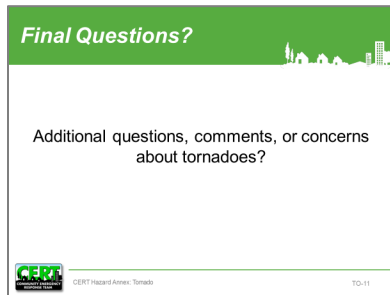 Final Questions?
Additional questions, comments, or concerns
about tornadoes?
CERT
COMMUNITY EMERGENCY
RESPONSE TEAM
CERT Hazard Annex: Tornado
TO-11